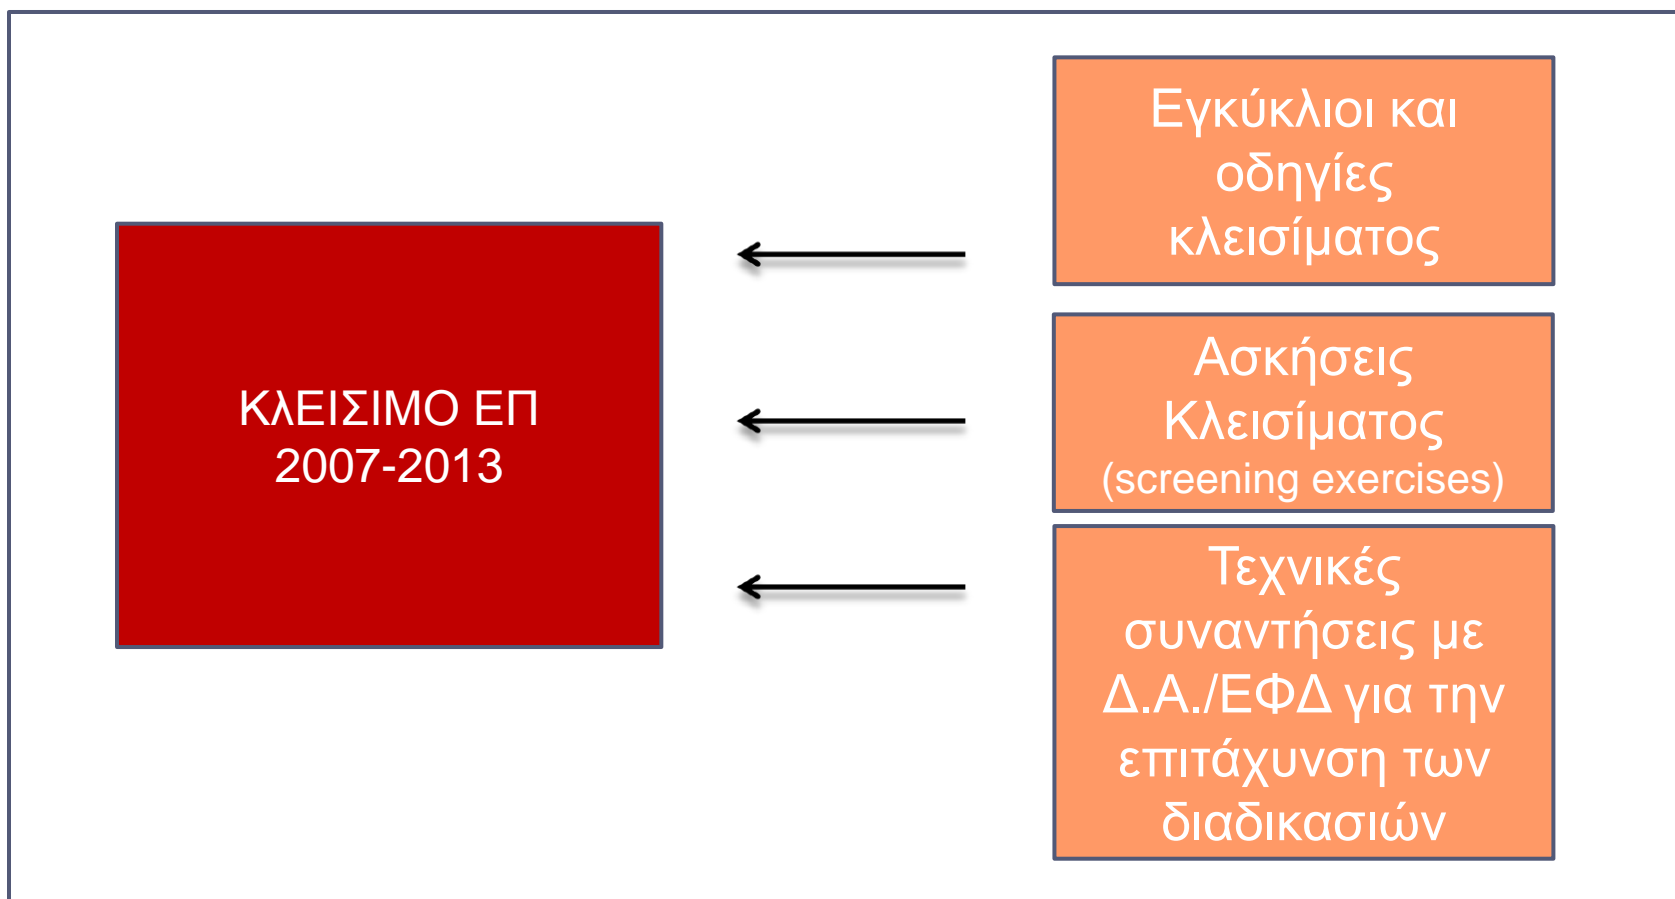 ΚΛΕΙΣΙΜΟ ΕΠ
2007-2013
Εγκύκλιοι και
οδηγίες
κλεισίματος
Ασκήσεις
Κλεισίματος
(screening exercises)
Τεχνικές
συναντήσεις με
Δ.Α./ΕΦΔ για την
επιτάχυνση των
διαδικασιών